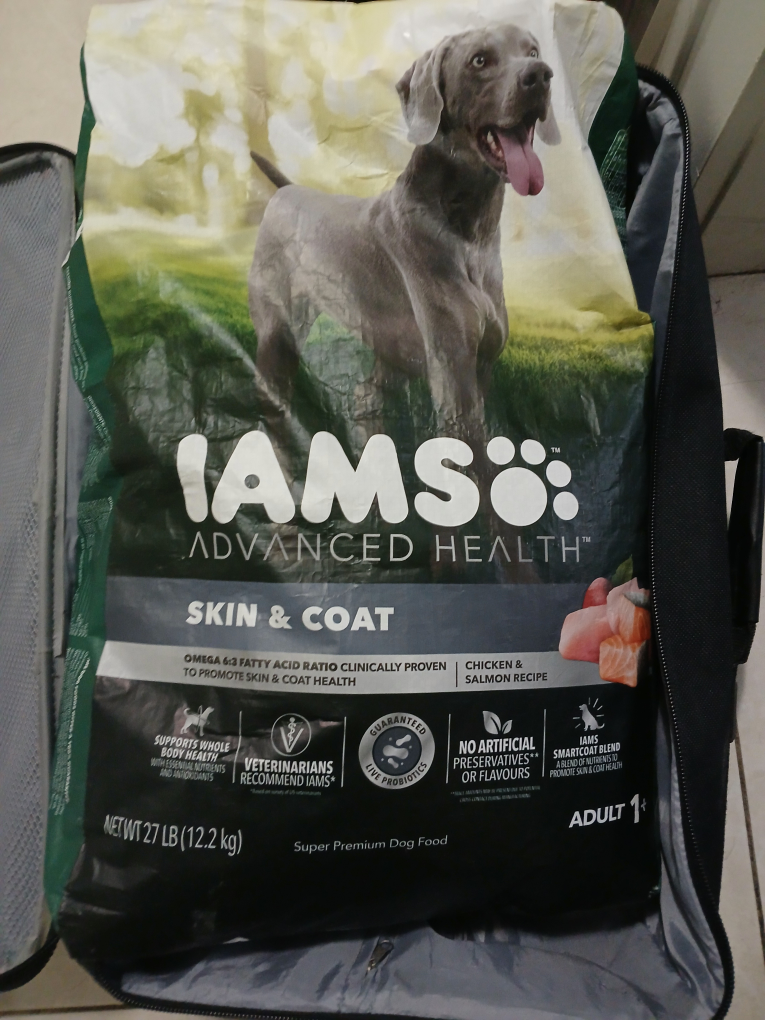 IAMS™
ADVANCED HEALTH™
SKIN & COAT
OMEGA 6:3 FATTY ACID RATIO CLINICALLY PROVEN
TO PROMOTE SKIN & COAT HEALTH
CHICKEN &
SALMON RECIPE
SUPPORTS WHOLE
BODY HEALTH
WITH ESSENTIAL NUTRIENTS
AND ANTIOXIDANTS
VETERINARIANS
RECOMMEND IAMS*
GUARANTEED
LIVE PROBIOTICS
NO ARTIFICIAL
PRESERVATIVES**
OR FLAVOURS
IAMS
SMARTCOAT BLEND
A BLEND OF NUTRIENTS TO
PROMOTE SKIN & COAT HEALTH
ADULT 1+
NET WT 27 LB (12.2 kg)
Super Premium Dog Food